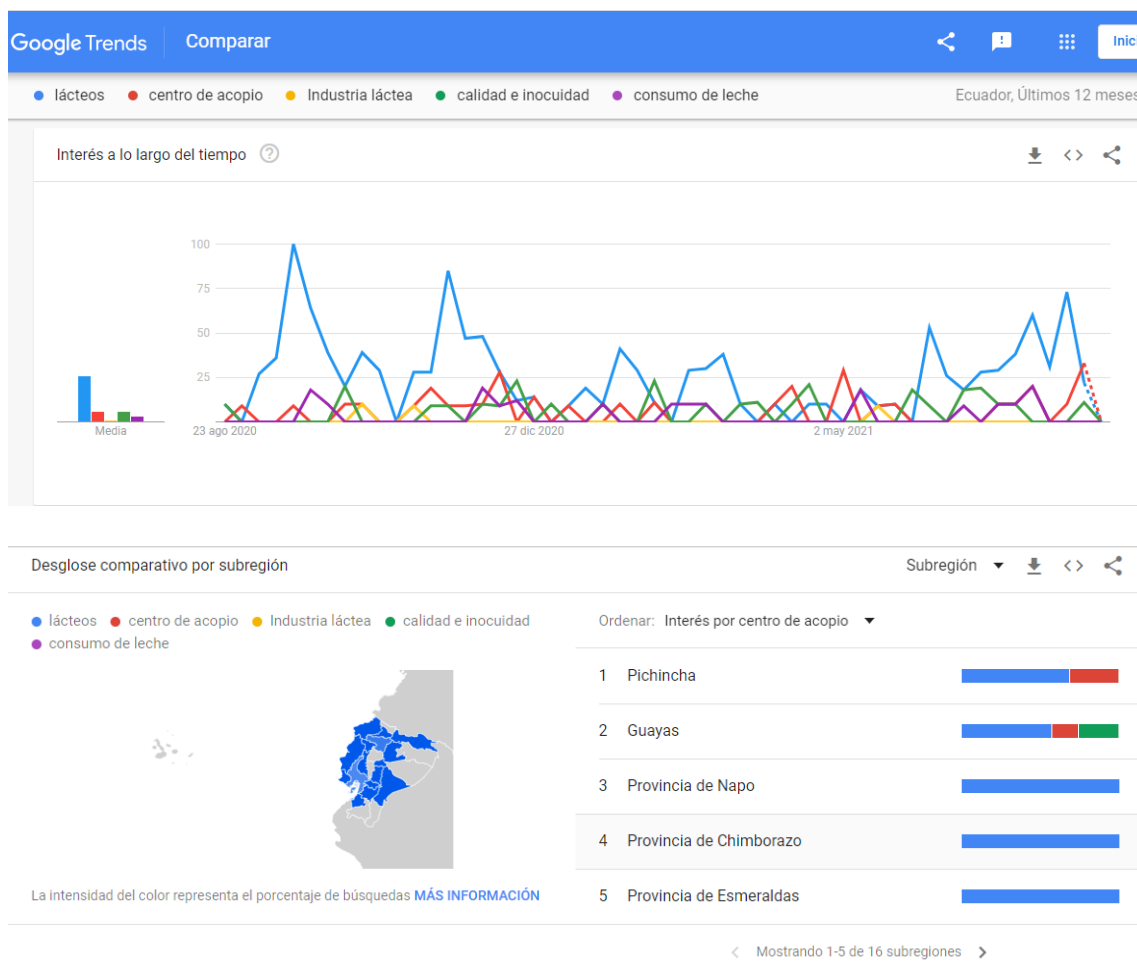 Google Trends Comparar Inici
lácteos centro de acopio Industria láctea calidad e inocuidad consumo de leche Ecuador, Últimos 12 meses
Interés a lo largo del tiempo
100
75
50
25
Media 23 ago 2020 27 dic 2020 2 may 2021
Desglose comparativo por subregión Subregión
lácteos centro de acopio Industria láctea calidad e inocuidad
consumo de leche
Ordenar: Interés por centro de acopio
1 Pichincha
2 Guayas
3 Provincia de Napo
4 Provincia de Chimborazo
5 Provincia de Esmeraldas
La intensidad del color representa el porcentaje de búsquedas MÁS INFORMACIÓN
Mostrando 1-5 de 16 subregiones